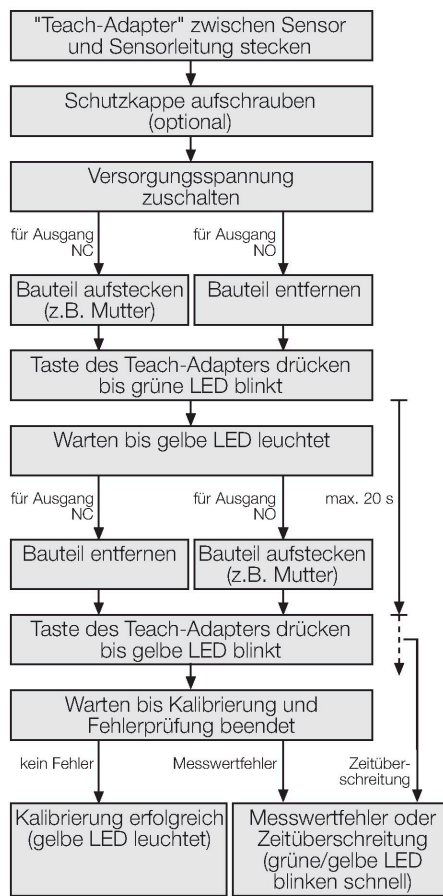 "Teach-Adapter" zwischen Sensor
und Sensorleitung stecken
Schutzkappe aufschrauben
(optional)
Versorgungsspannung
zuschalten
für Ausgang
NC
für Ausgang
NO
Bauteil aufstecken
(z.B. Mutter)
Bauteil entfernen
Taste des Teach-Adapters drücken
bis grüne LED blinkt
Warten bis gelbe LED leuchtet
für Ausgang
NC
für Ausgang
NO
max. 20 s
Bauteil entfernen
Bauteil aufstecken
(z.B. Mutter)
Taste des Teach-Adapters drücken
bis gelbe LED blinkt
Warten bis Kalibrierung und
Fehlerprüfung beendet
kein Fehler
Messwertfehler
Zeitüber-
schreitung
Kalibrierung erfolgreich
(gelbe LED leuchtet)
Messwertfehler oder
Zeitüberschreitung
(grüne/gelbe LED
blinken schnell)